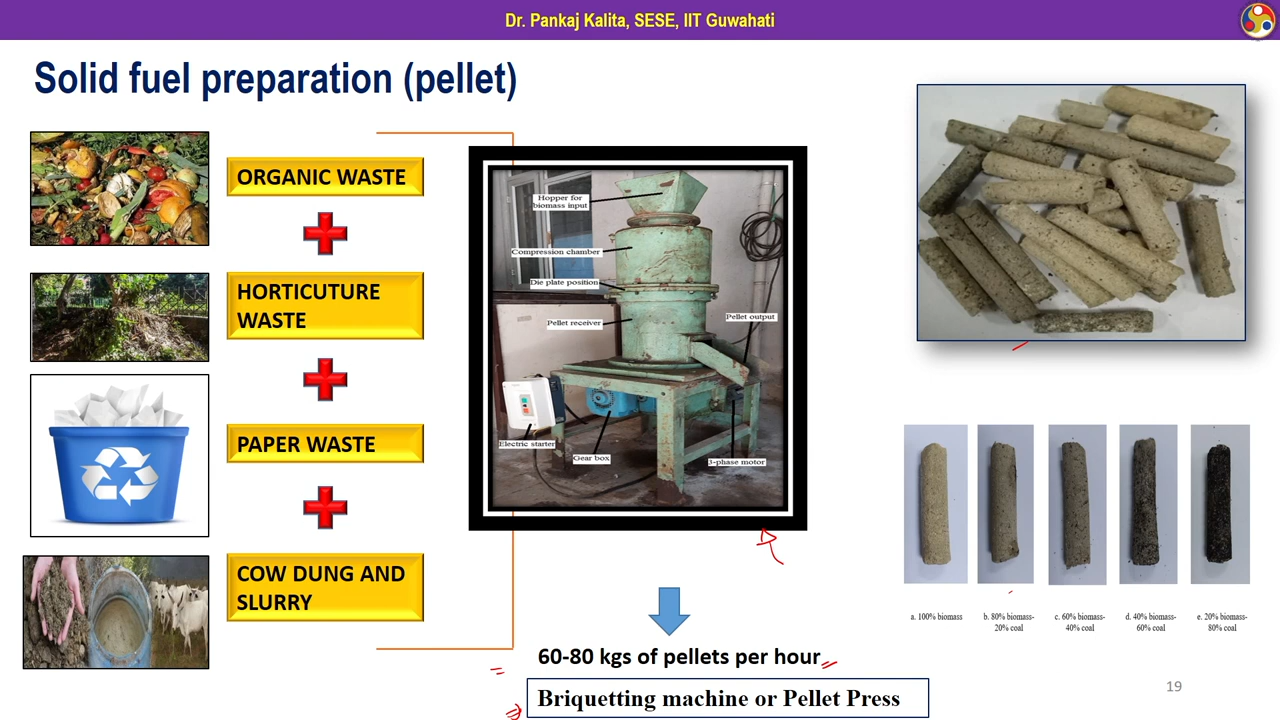 Dr. Pankaj Kalita, SESE, IIT Guwahati
Solid fuel preparation (pellet)
ORGANIC WASTE
HORTICUTURE
WASTE
PAPER WASTE
COW DUNG AND
SLURRY
Hopper for
biomass input
Compression chamber
Die plate position
Pellet receiver
Pellet output
Electric starter
Gear box
3-phase motor
60-80 kgs of pellets per hour
Briquetting machine or Pellet Press
a. 100% biomass
b. 80% biomass-
20% coal
c. 60% biomass-
40% coal
d. 40% biomass-
60% coal
e. 20% biomass-
80% coal
19